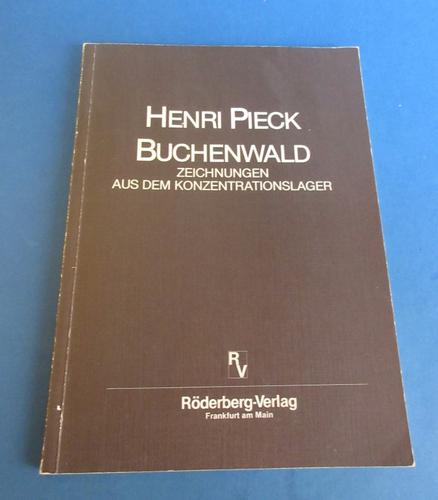 HENRI PIECK
BUCHENWALD
ZEICHNUNGEN
AUS DEM KONZENTRATIONSLAGER
RV
Röderberg-Verlag
Frankfurt am Main